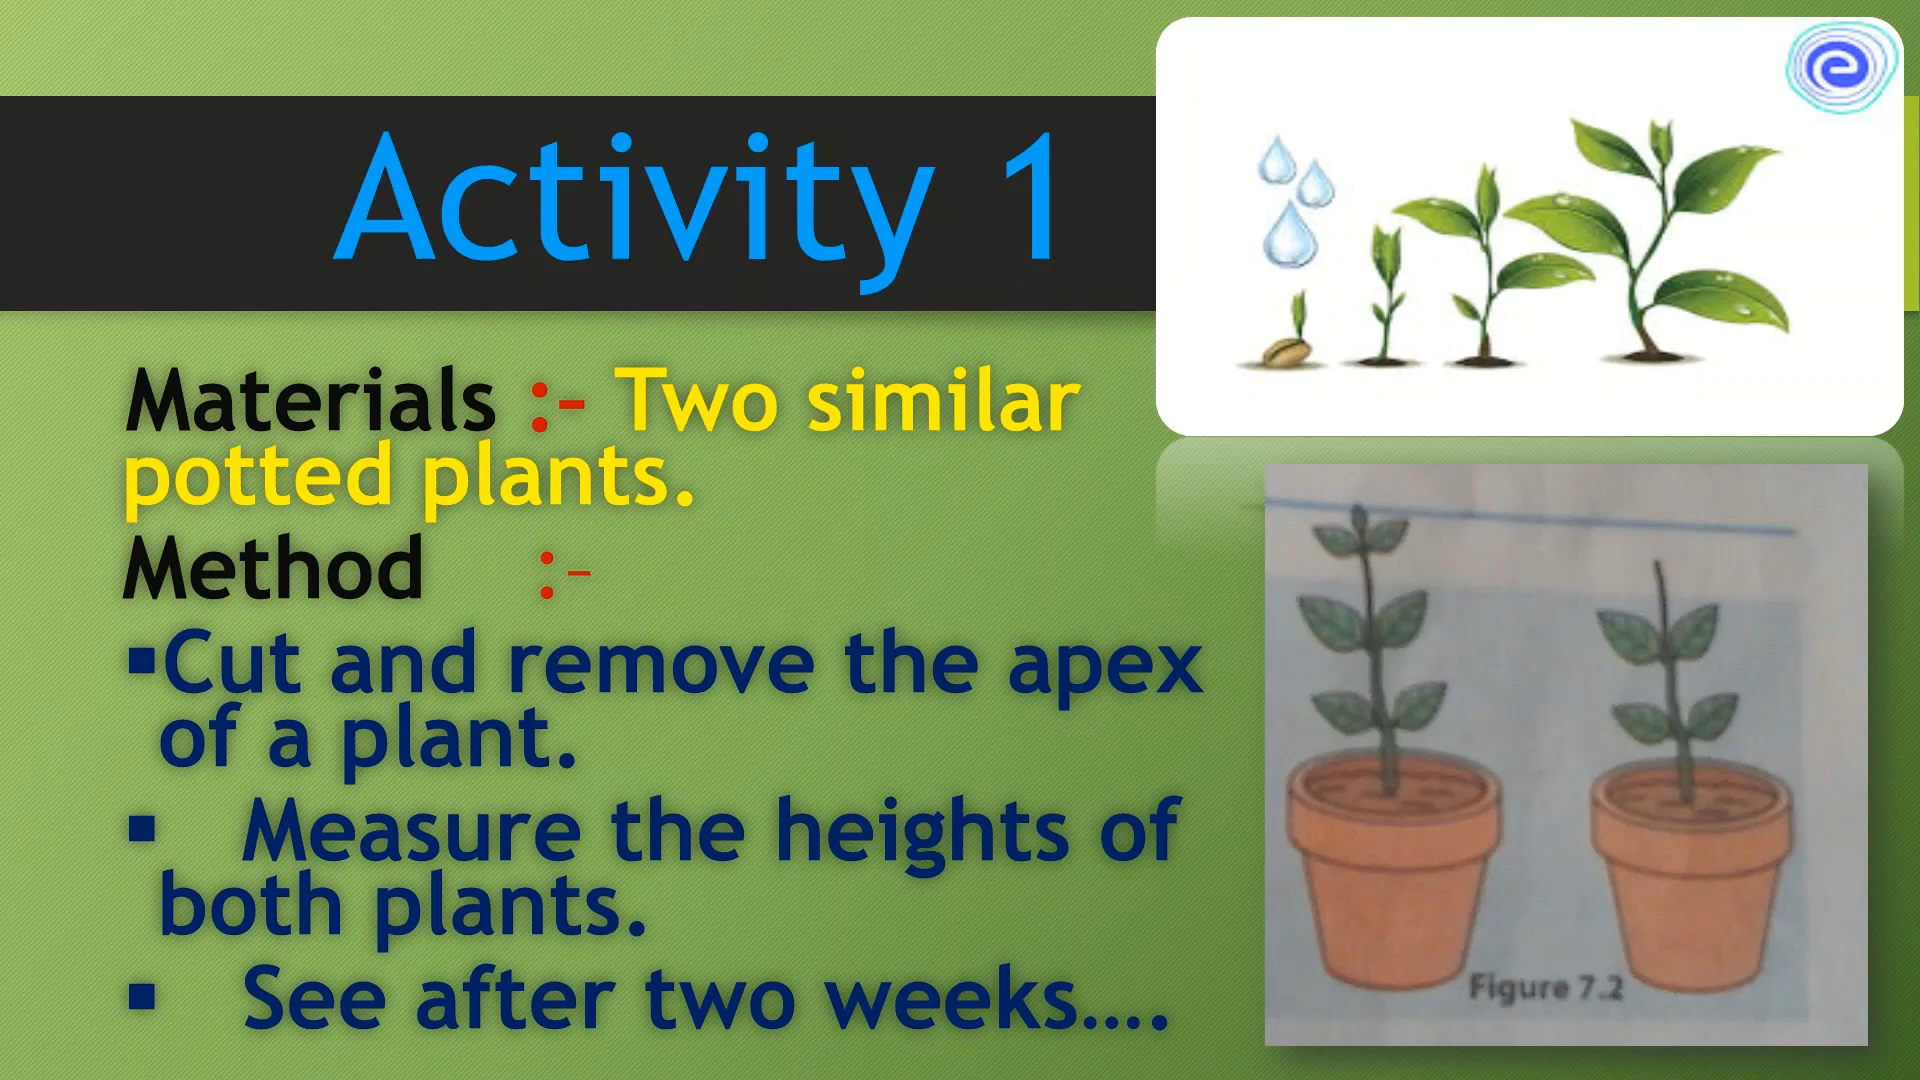 Activity 1
Materials :- Two similar
potted plants.
Method :-
▪Cut and remove the apex
of a plant.
▪ Measure the heights of
both plants.
▪ See after two weeks....
Figure 7.2